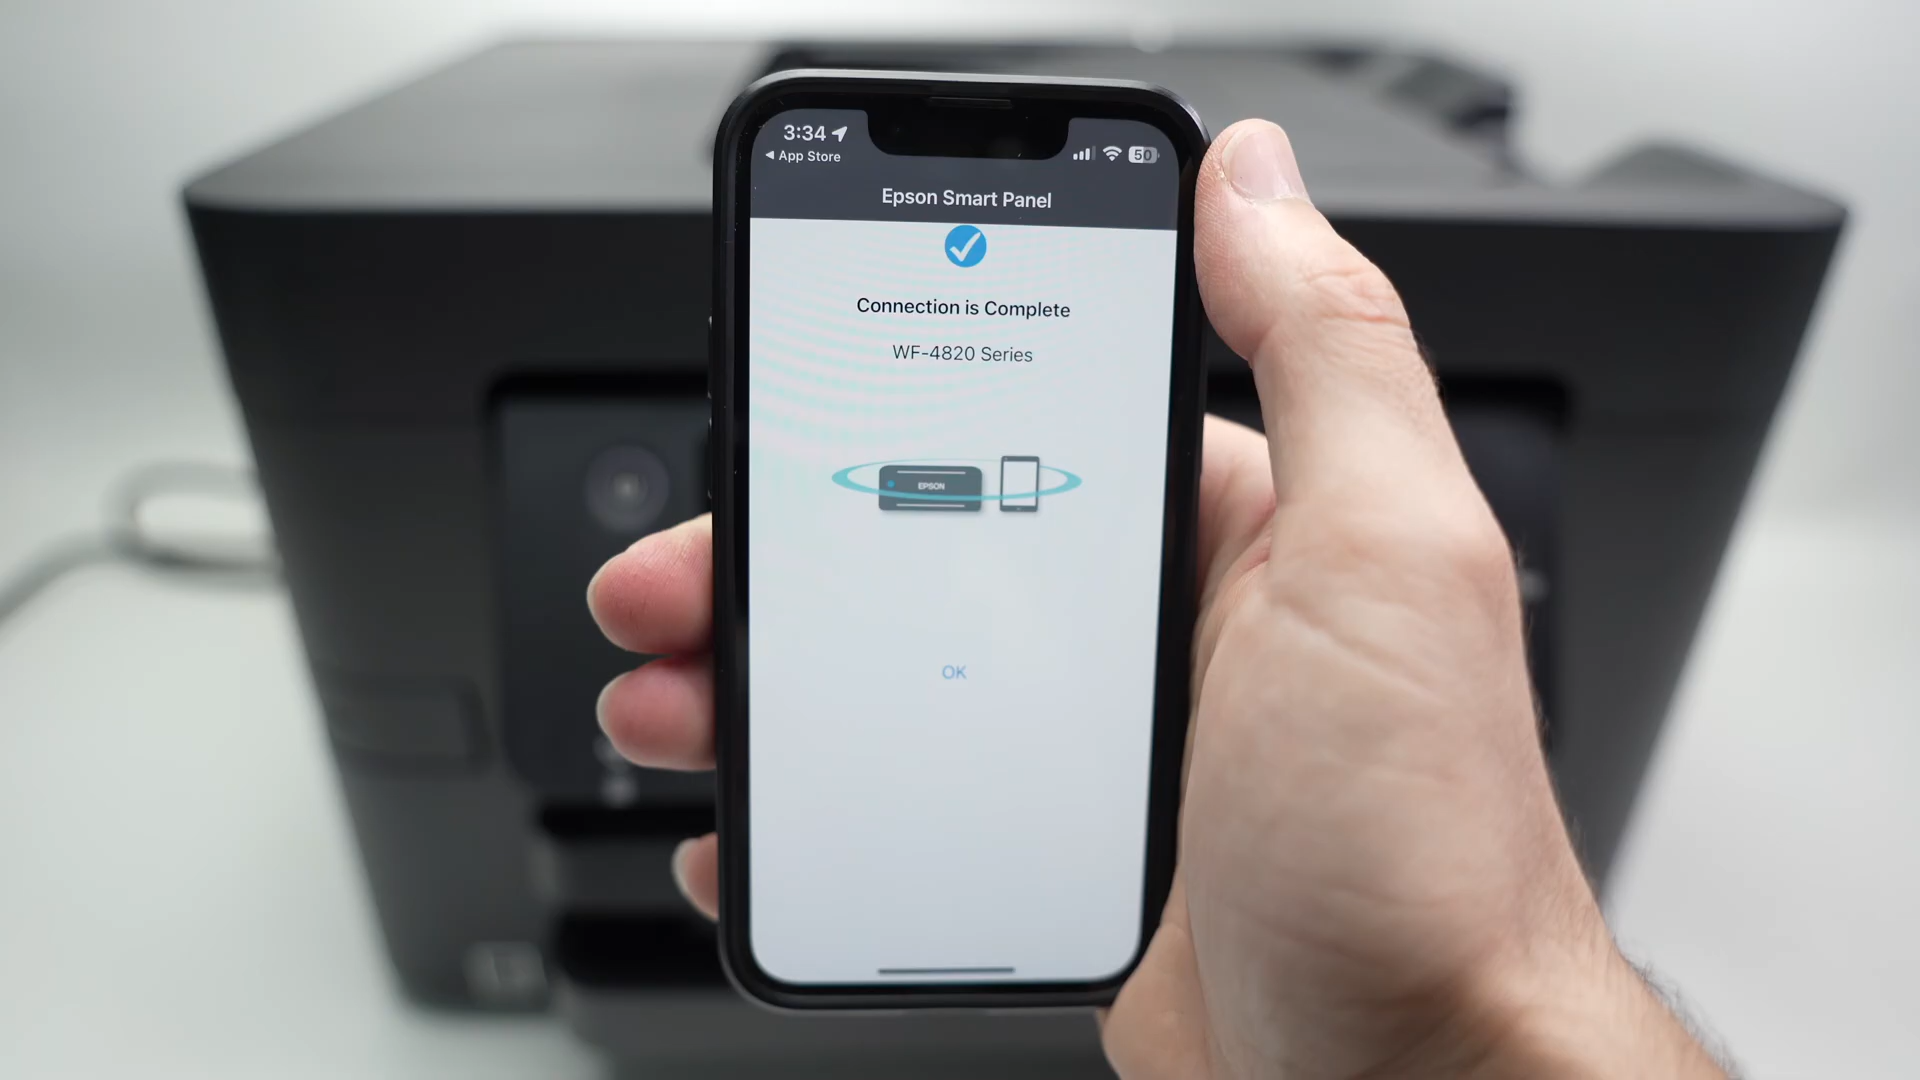 3:34
50
◀ App Store
Epson Smart Panel
Connection is Complete
WF-4820 Series
EPSON
OK